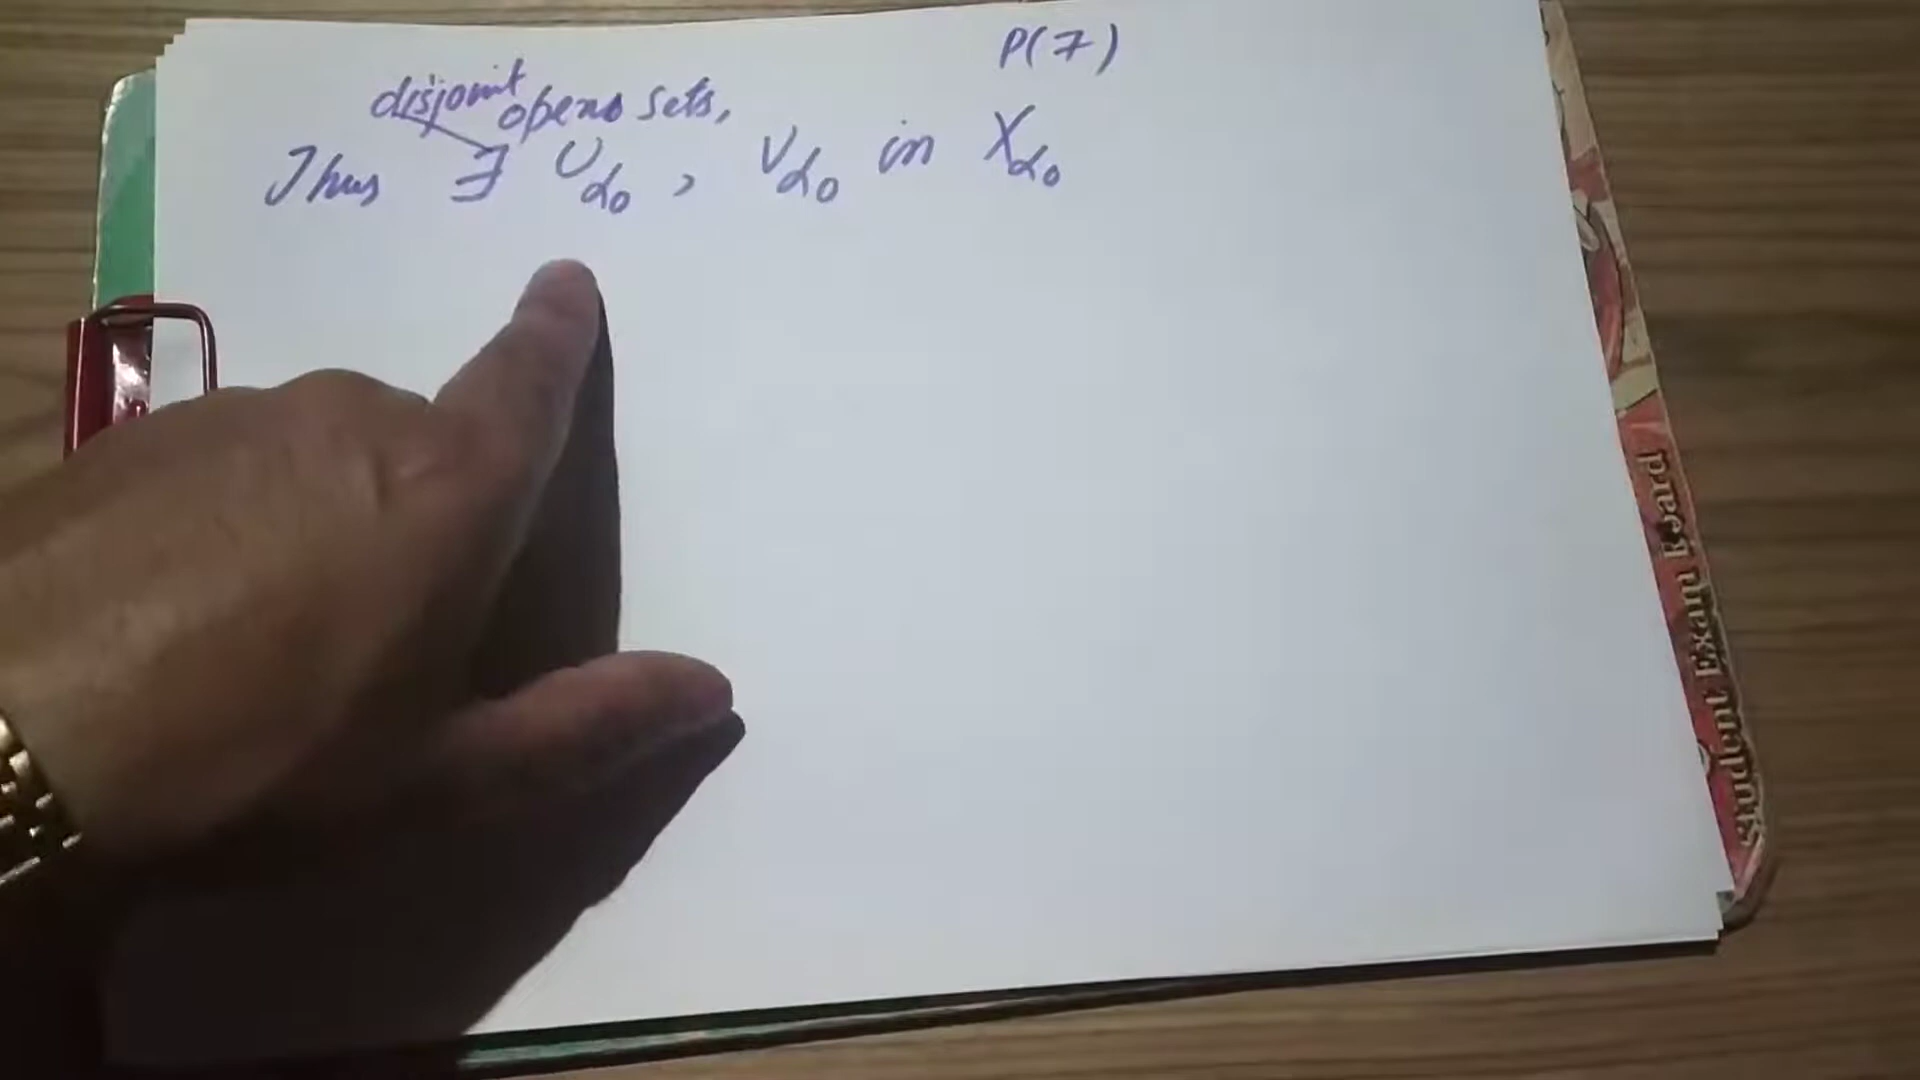 P(7)
disjoint open sets,
Thus ∃ U_α₀ , V_α₀ in X_α₀
Student Exam Board